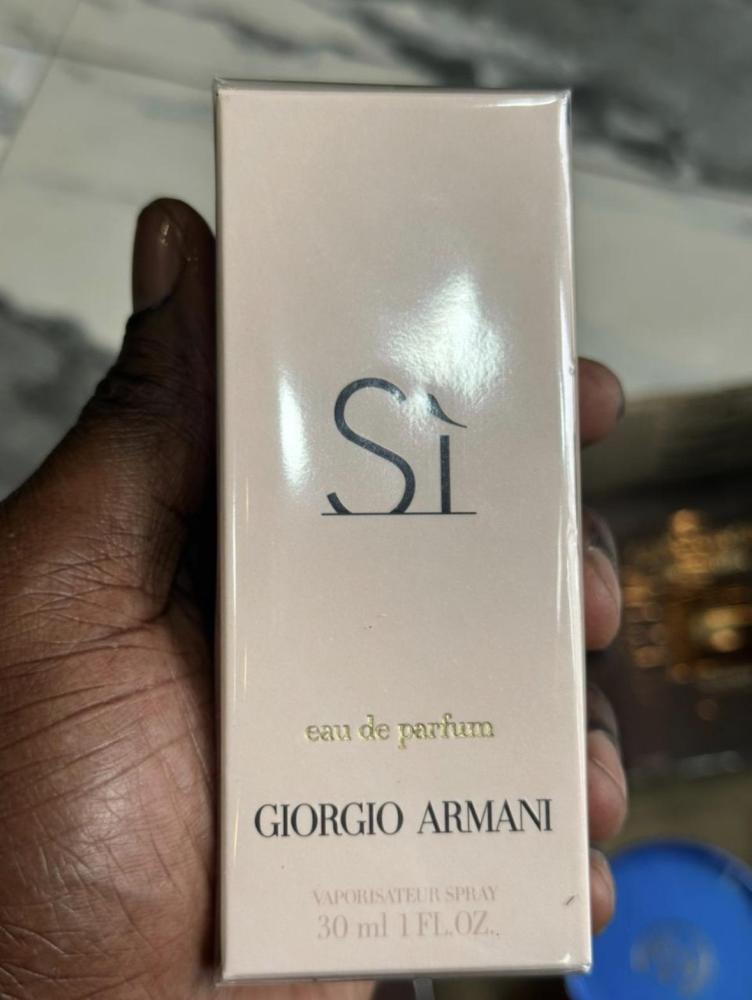 Sì
eau de parfum
GIORGIO ARMANI
VAPORISATEUR SPRAY
30 ml 1 FL.OZ.